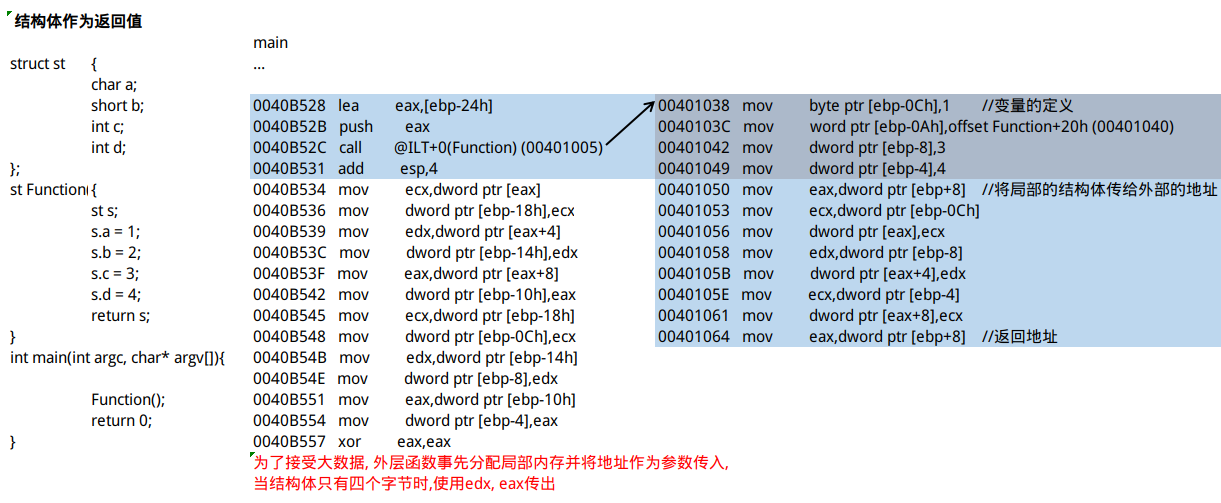 结构体作为返回值
main
struct st {
...
char a;
short b;
0040B528 lea eax,[ebp-24h]
00401038 mov byte ptr [ebp-0Ch],1 //变量的定义
int c;
0040B52B push eax
0040103C mov word ptr [ebp-0Ah],offset Function+20h (00401040)
int d;
0040B52C call @ILT+0(Function) (00401005)
00401042 mov dword ptr [ebp-8],3
};
0040B531 add esp,4
00401049 mov dword ptr [ebp-4],4
st Function {
0040B534 mov ecx,dword ptr [eax]
00401050 mov eax,dword ptr [ebp+8] //将局部的结构体传给外部的地址
st s;
0040B536 mov dword ptr [ebp-18h],ecx
00401053 mov ecx,dword ptr [ebp-0Ch]
s.a = 1;
0040B539 mov edx,dword ptr [eax+4]
00401056 mov dword ptr [eax],ecx
s.b = 2;
0040B53C mov dword ptr [ebp-14h],edx
00401058 mov edx,dword ptr [ebp-8]
s.c = 3;
0040B53F mov eax,dword ptr [eax+8]
0040105B mov dword ptr [eax+4],edx
s.d = 4;
0040B542 mov dword ptr [ebp-10h],eax
0040105E mov ecx,dword ptr [ebp-4]
return s;
0040B545 mov ecx,dword ptr [ebp-18h]
00401061 mov dword ptr [eax+8],ecx
}
0040B548 mov dword ptr [ebp-0Ch],ecx
00401064 mov eax,dword ptr [ebp+8] //返回地址
int main(int argc, char* argv[]){
0040B54B mov edx,dword ptr [ebp-14h]
0040B54E mov dword ptr [ebp-8],edx
Function();
0040B551 mov eax,dword ptr [ebp-10h]
return 0;
0040B554 mov dword ptr [ebp-4],eax
}
0040B557 xor eax,eax
为了接受大数据, 外层函数事先分配局部内存并将地址作为参数传入,
当结构体只有四个字节时,使用edx, eax传出